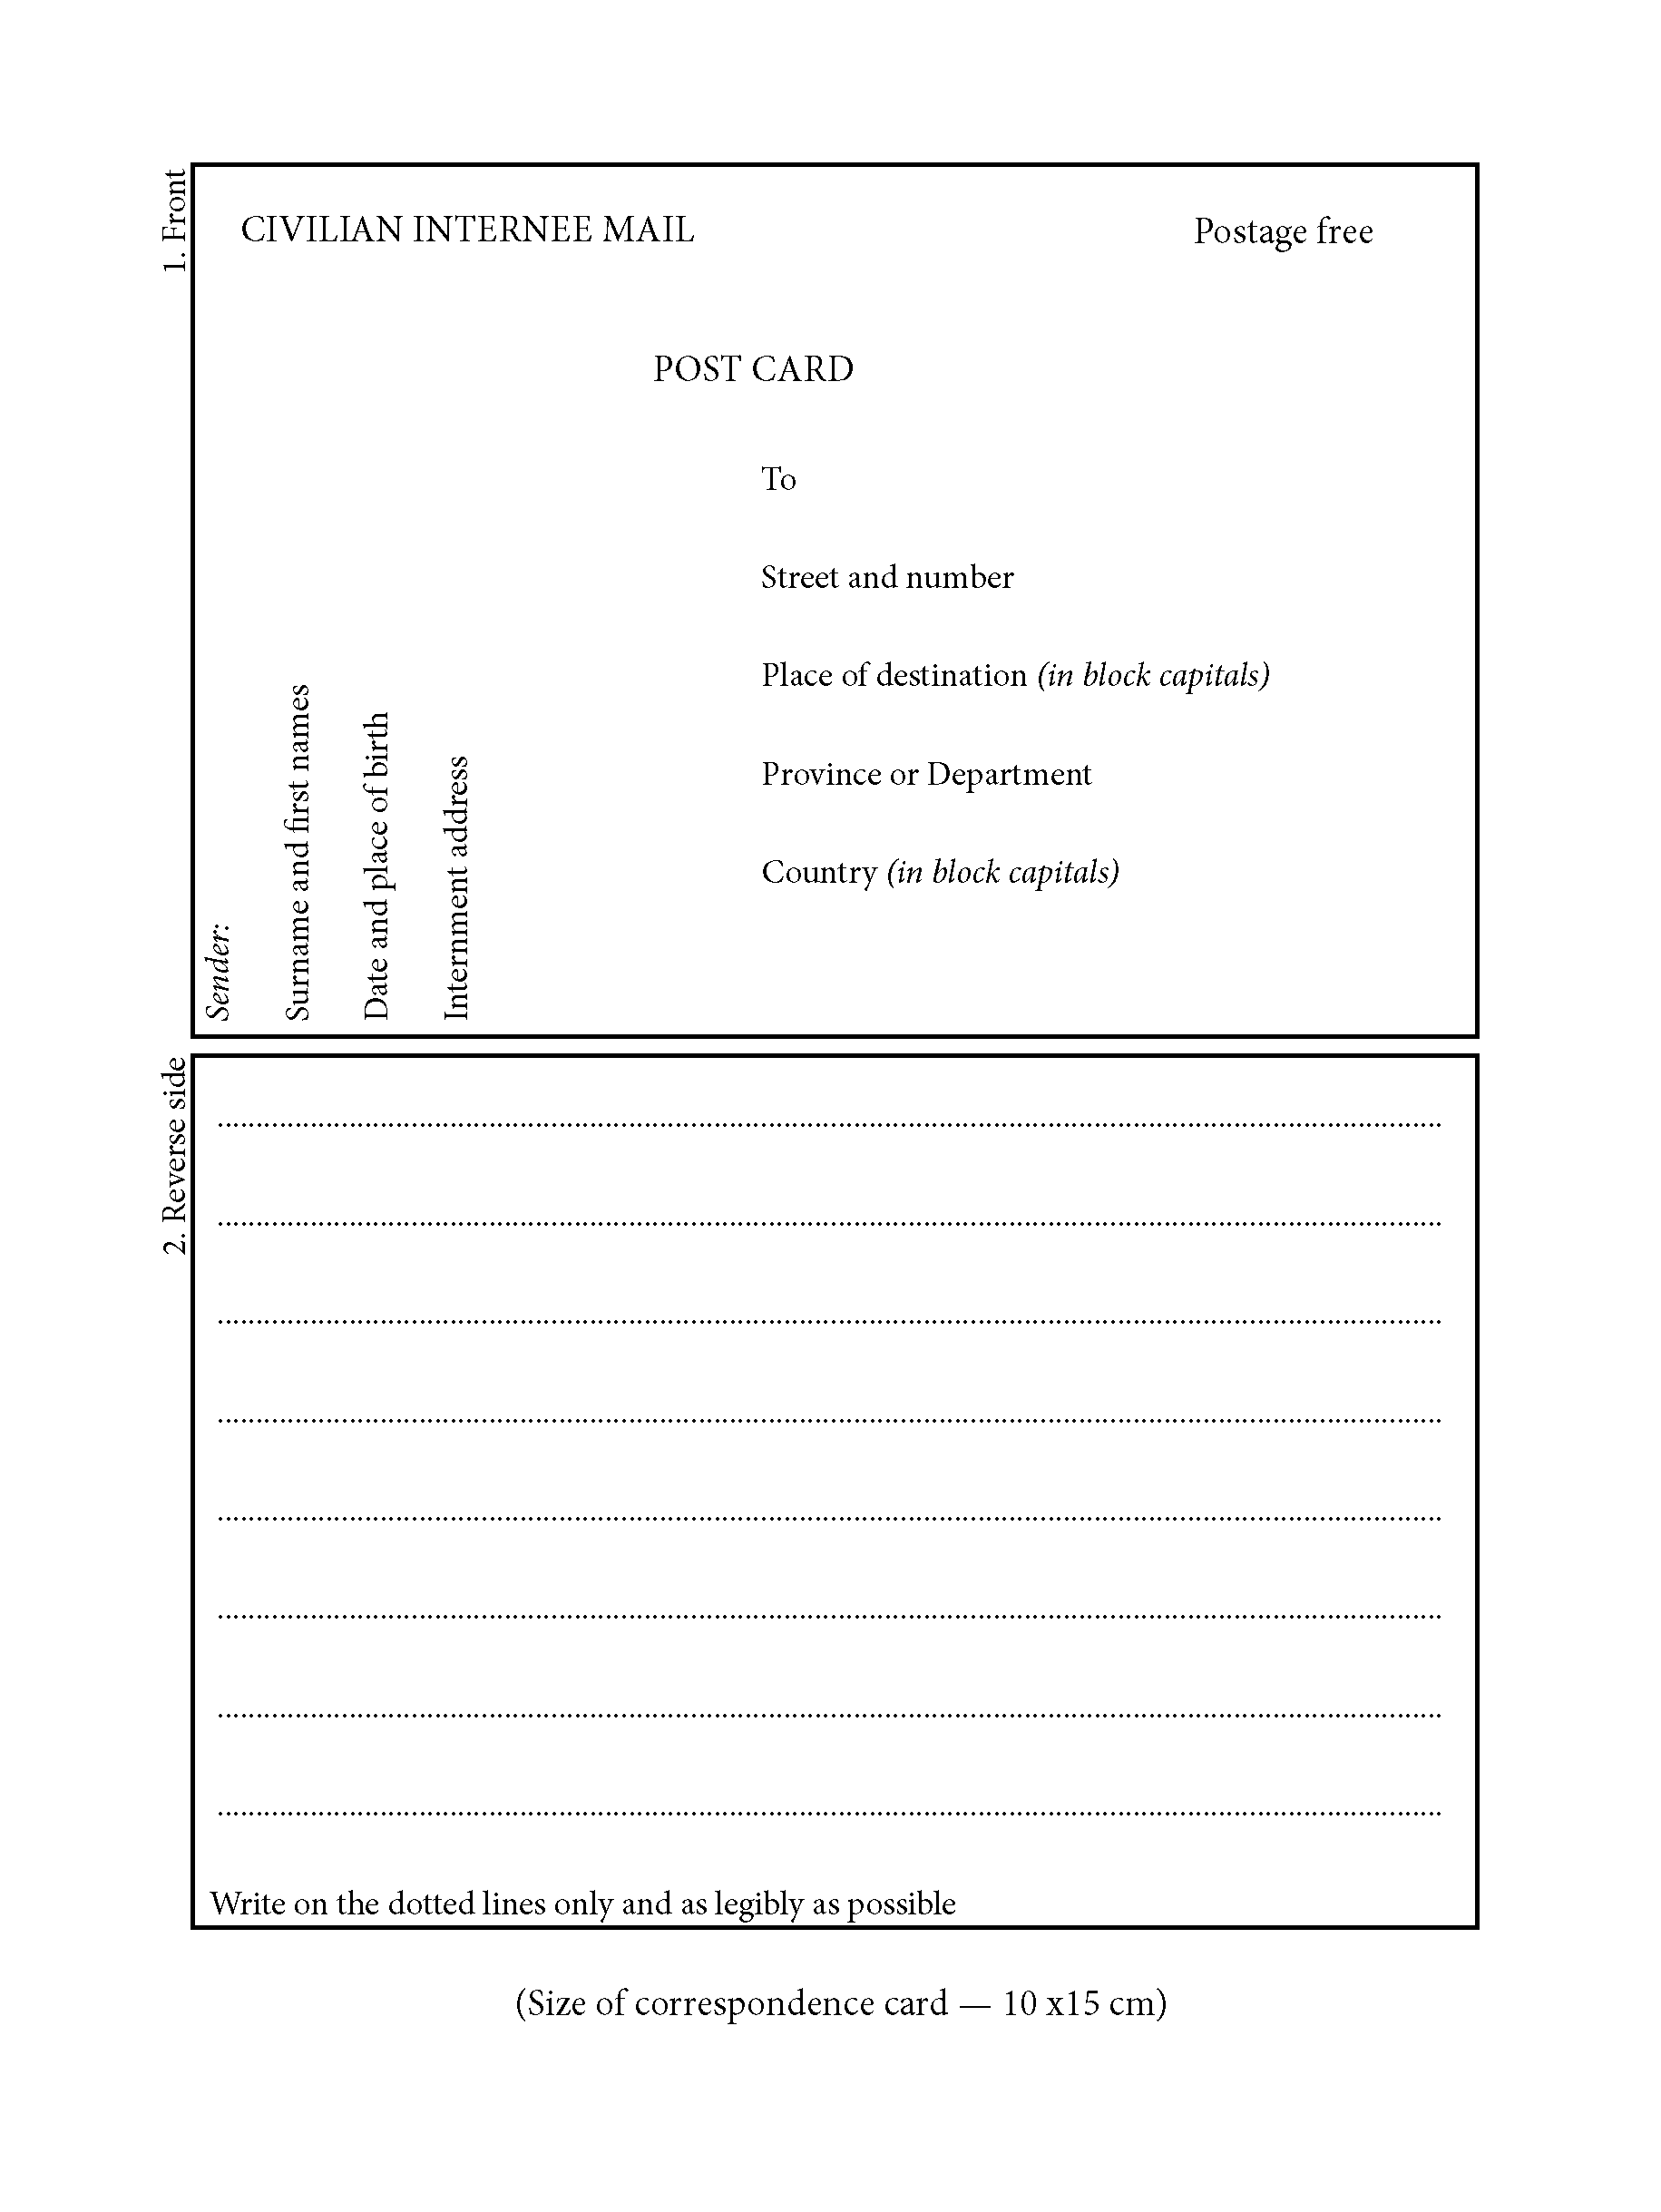 1. Front
CIVILIAN INTERNEE MAIL
Postage free
POST CARD
To
Street and number
Place of destination (in block capitals)
Province or Department
Country (in block capitals)
Sender:
Surname and first names
Date and place of birth
Internment address
2. Reverse side
Write on the dotted lines only and as legibly as possible
(Size of correspondence card — 10 x15 cm)